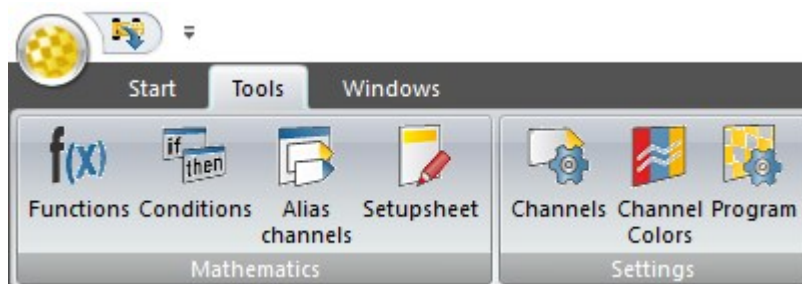 Start Tools Windows
f(x) if then
Functions Conditions Alias channels Setupsheet Channels Channel Colors Program
Mathematics Settings